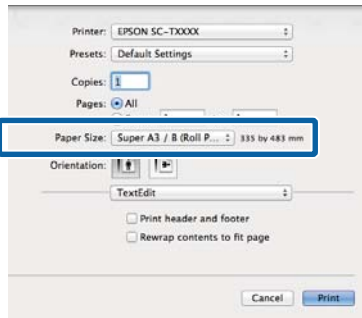 Printer: EPSON SC-TXXXX
Presets: Default Settings
Copies: 1
Pages: All
Paper Size: Super A3 / B (Roll P... 335 by 483 mm
Orientation:
TextEdit
Print header and footer
Rewrap contents to fit page
Cancel Print